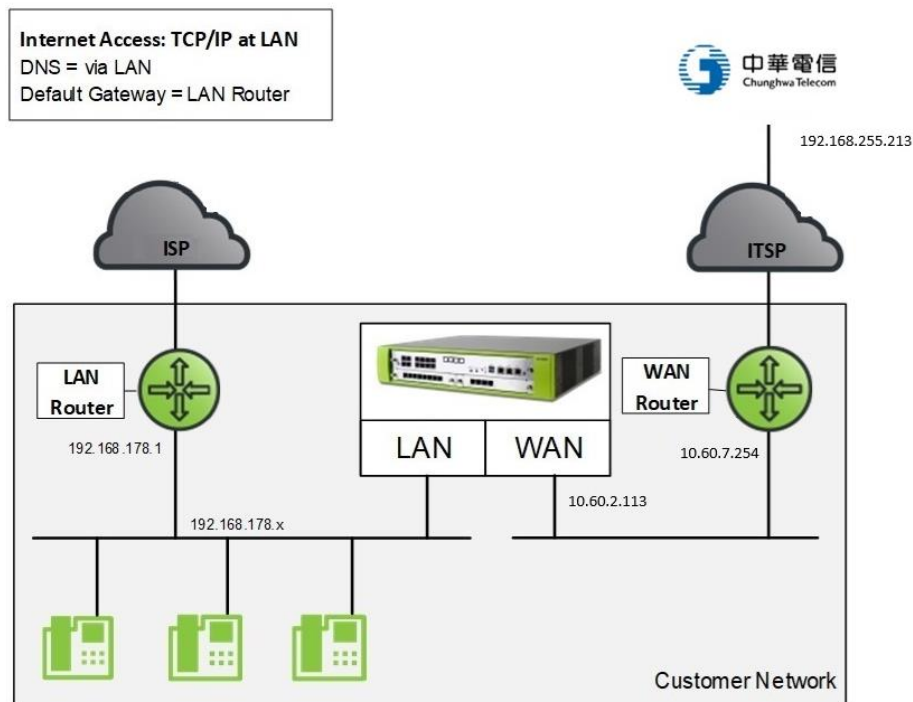 Internet Access: TCP/IP at LAN
DNS = via LAN
Default Gateway = LAN Router
中華電信
Chunghwa Telecom
192.168.255.213
ISP
ITSP
LAN
Router
192.168.178.1
LAN
WAN
WAN
Router
10.60.7.254
10.60.2.113
192.168.178.x
Customer Network